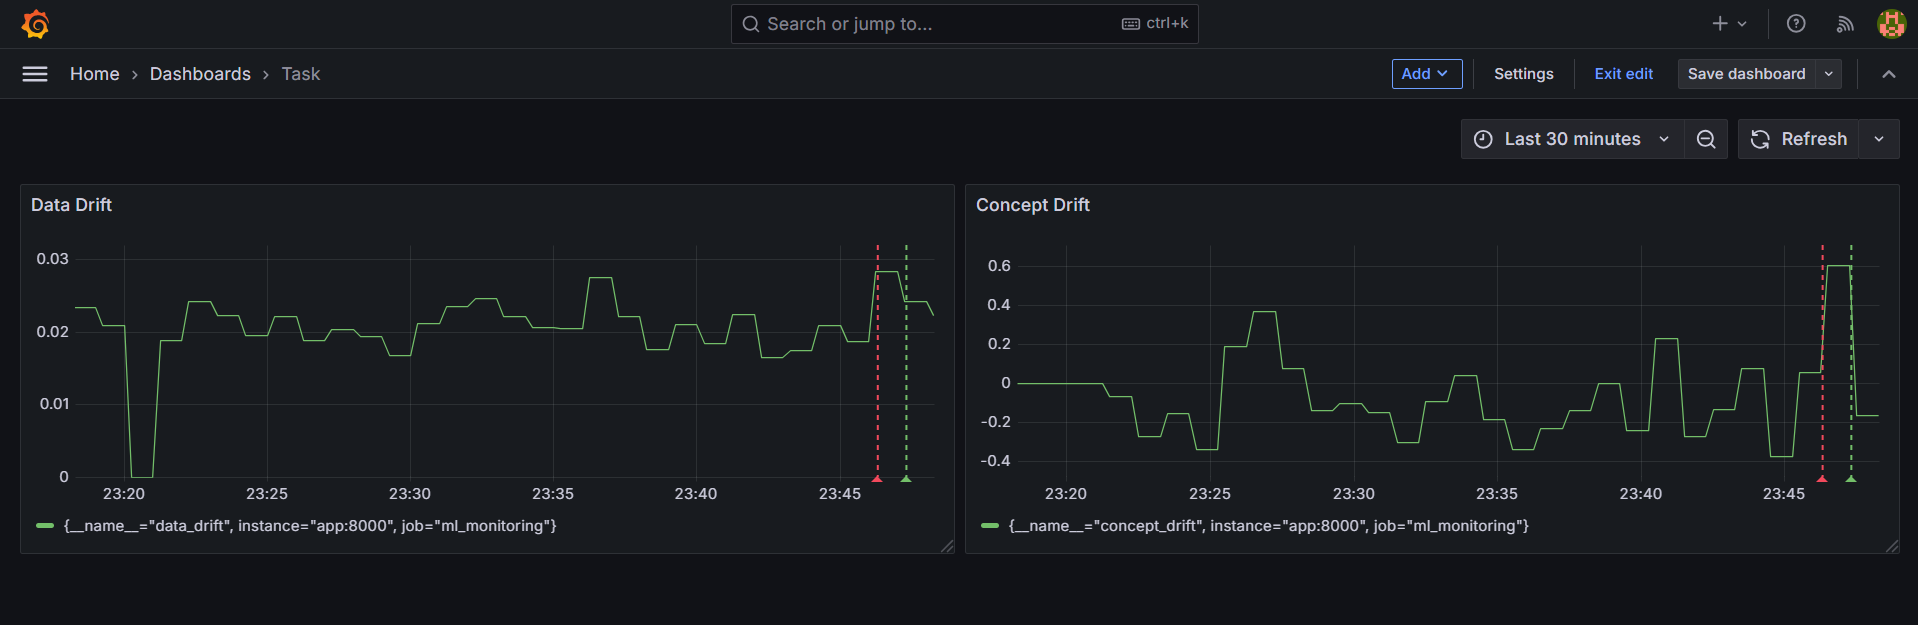 Search or jump to... ctrl+k
Home › Dashboards › Task
Add Settings Exit edit Save dashboard
Last 30 minutes Refresh
Data Drift
0.03
0.02
0.01
0
23:20 23:25 23:30 23:35 23:40 23:45
{__name__="data_drift", instance="app:8000", job="ml_monitoring"}
Concept Drift
0.6
0.4
0.2
0
-0.2
-0.4
23:20 23:25 23:30 23:35 23:40 23:45
{__name__="concept_drift", instance="app:8000", job="ml_monitoring"}